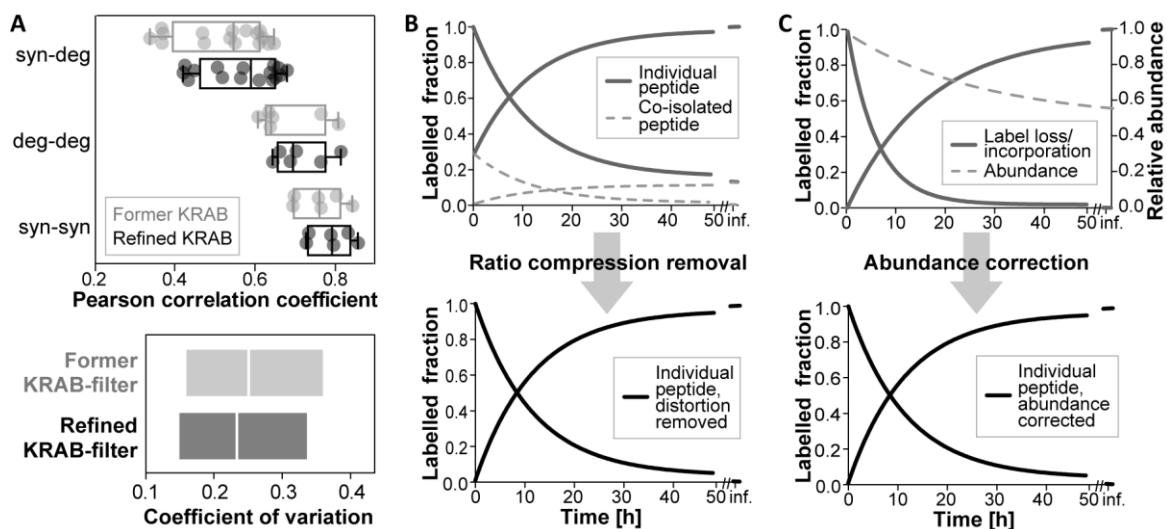 A
syn-deg
deg-deg
syn-syn
Former KRAB
Refined KRAB
0.2 0.4 0.6 0.8
Pearson correlation coefficient
Former
KRAB-filter
Refined
KRAB-filter
0.1 0.2 0.3 0.4
Coefficient of variation
B
Labelled fraction
1.0
0.8
0.6
0.4
0.2
0.0
Individual
peptide
Co-isolated
peptide
0 10 20 30 40 50 inf.
Ratio compression removal
Labelled fraction
1.0
0.8
0.6
0.4
0.2
0.0
Individual
peptide,
distortion
removed
0 10 20 30 40 50 inf.
Time [h]
C
Labelled fraction
1.0
0.8
0.6
0.4
0.2
0.0
Label loss/
incorporation
Abundance
1.0
0.8
0.6
0.4
0.2
0.0
Relative abundance
0 10 20 30 40 50 inf.
Abundance correction
Labelled fraction
1.0
0.8
0.6
0.4
0.2
0.0
Individual
peptide,
abundance
corrected
0 10 20 30 40 50 inf.
Time [h]